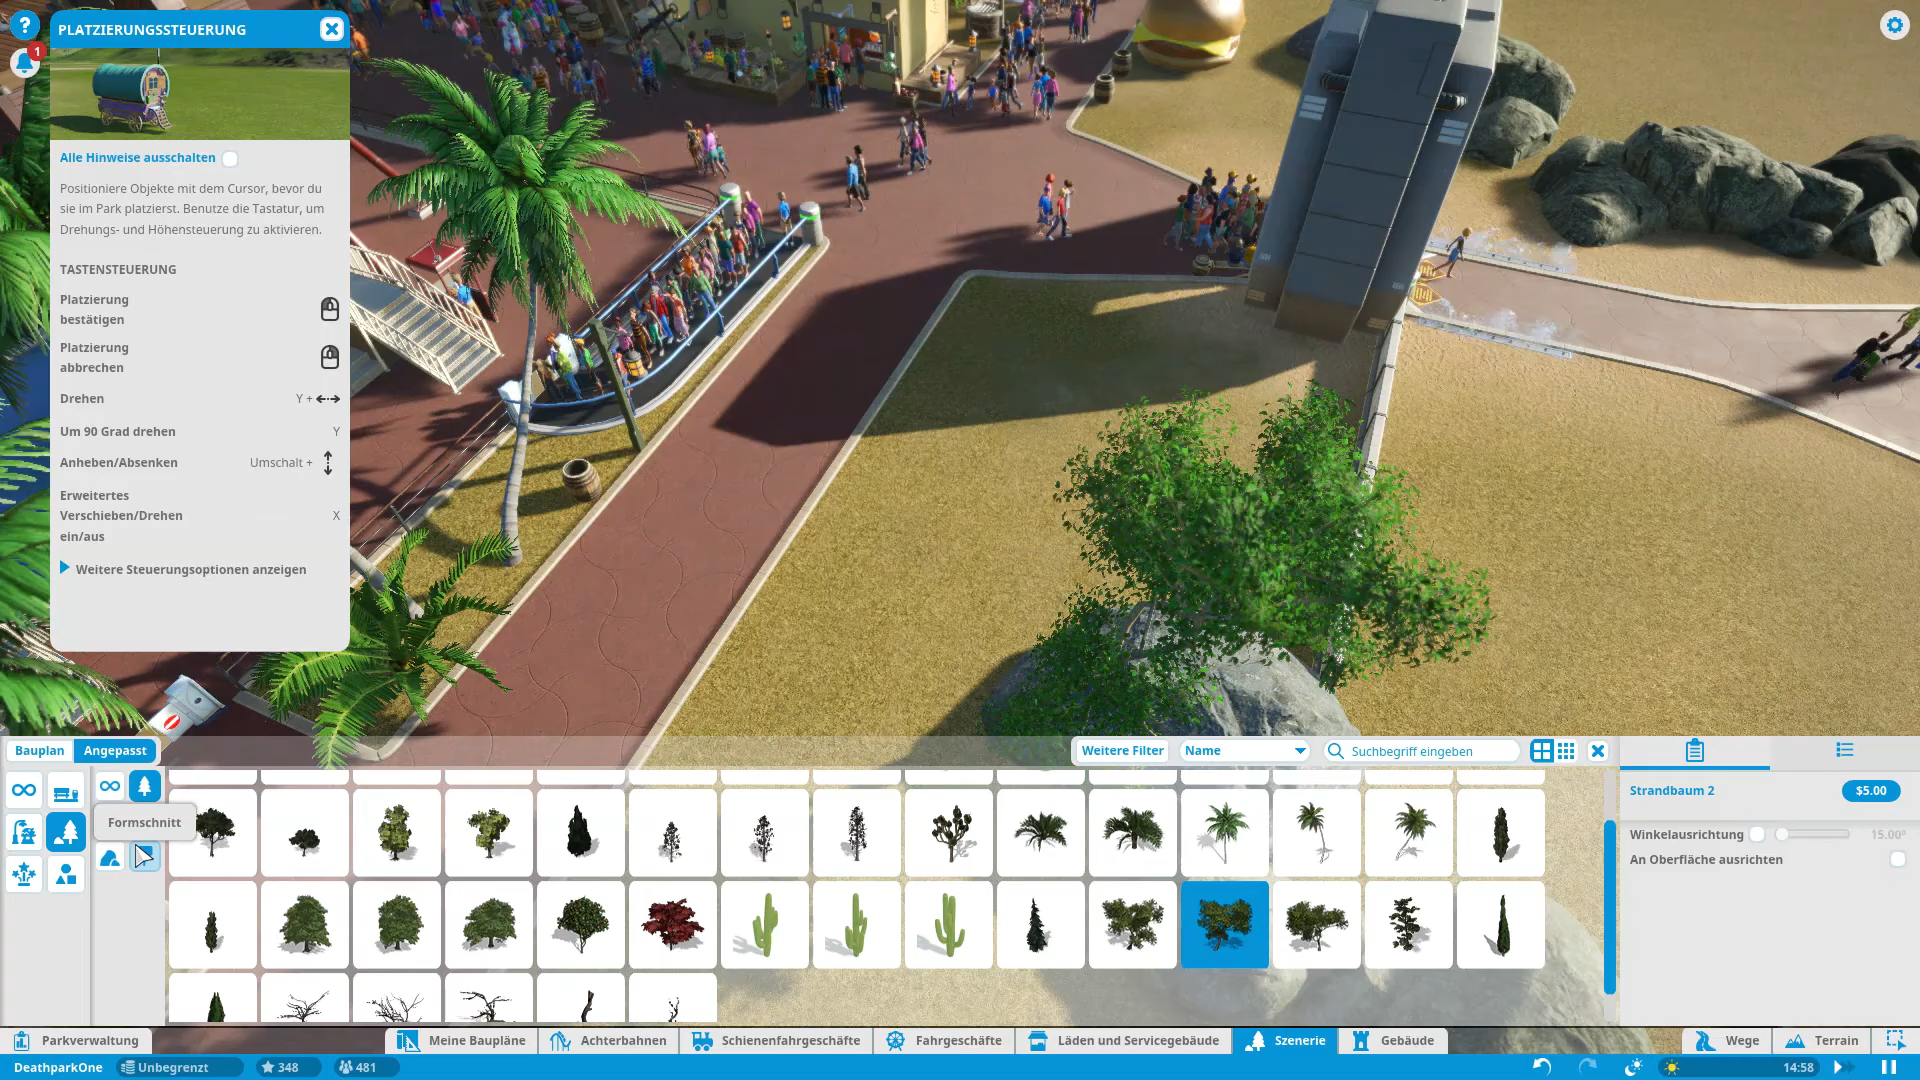 ?
1
PLATZIERUNGSSTEUERUNG
Alle Hinweise ausschalten
Positioniere Objekte mit dem Cursor, bevor du
sie im Park platzierst. Benutze die Tastatur, um
Drehungs- und Höhensteuerung zu aktivieren.
TASTENSTEUERUNG
Platzierung
bestätigen
Platzierung
abbrechen
Drehen Y +
Um 90 Grad drehen Y
Anheben/Absenken Umschalt +
Erweitertes
Verschieben/Drehen X
ein/aus
Weitere Steuerungsoptionen anzeigen
Bauplan Angepasst
Weitere Filter Name Suchbegriff eingeben
Formschnitt
Strandbaum 2 $5.00
Winkelausrichtung 15.00°
An Oberfläche ausrichten
Parkverwaltung Meine Baupläne Achterbahnen Schienenfahrgeschäfte Fahrgeschäfte Läden und Servicegebäude Szenerie Gebäude Wege Terrain
DeathparkOne Unbegrenzt 348 481 14:58